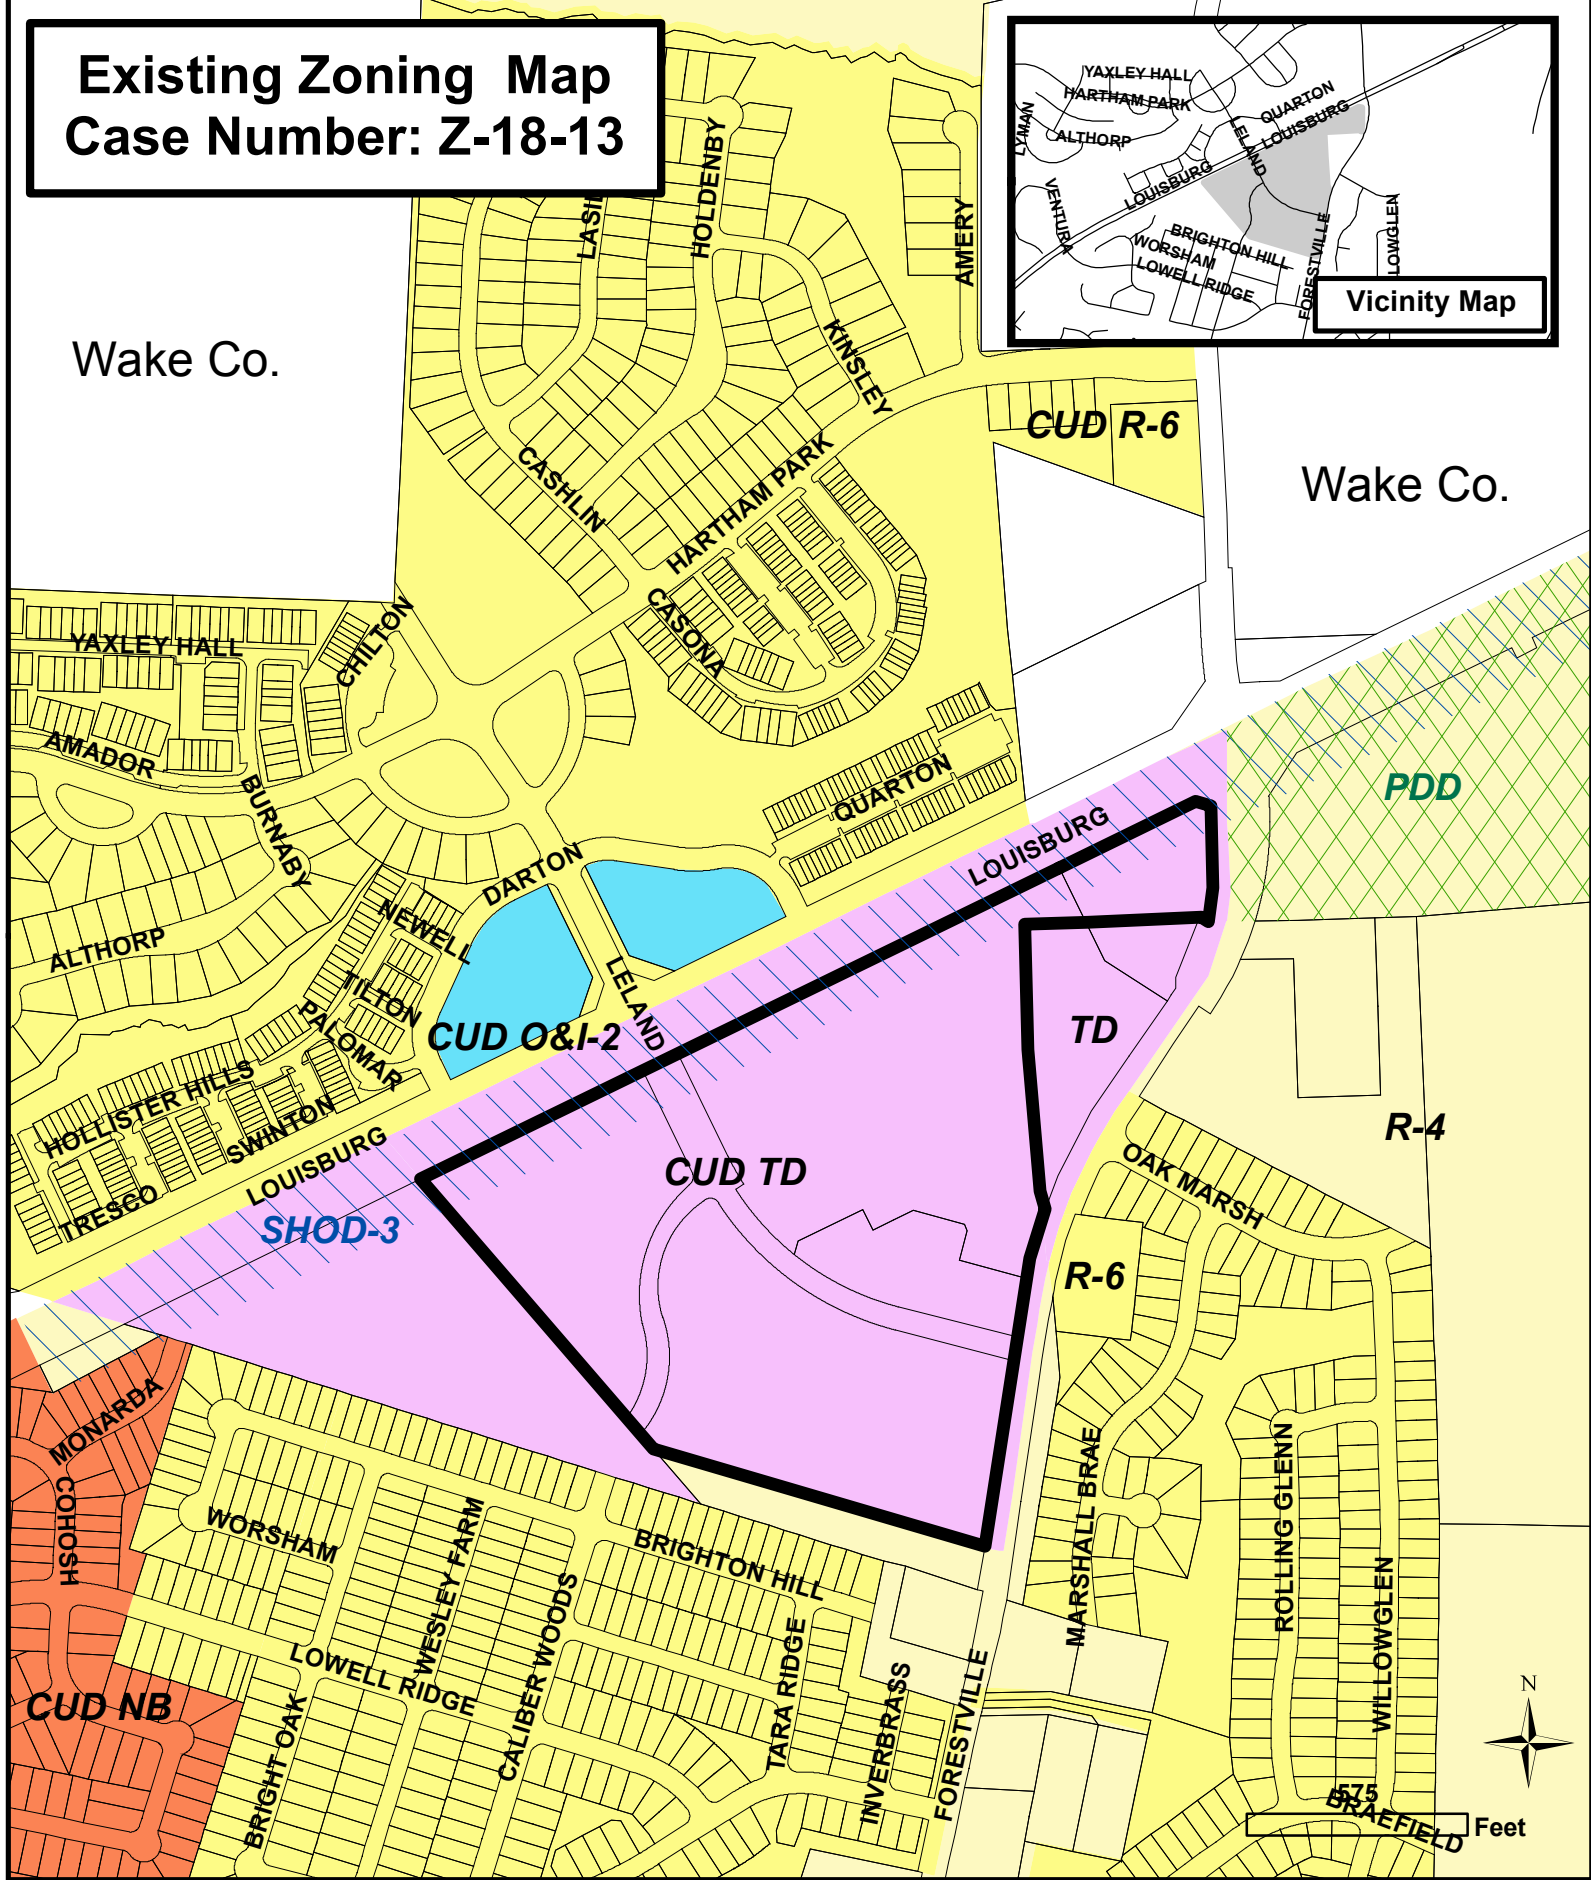 Existing Zoning Map
Case Number: Z-18-13
YAXLEY HALL
HARTHAM PARK
LYMAN
ALTHORP
QUARTON
LOUISBURG
LELAND
LOUISBURG
VENTURA
BRIGHTON HILL
WORSHAM
LOWELL RIDGE
FORESTVILLE
LOWGLEN
Vicinity Map
HOLDENBY
AMERY
KINSLEY
Wake Co.
CUD R-6
Wake Co.
CASHLIN
HARTHAM PARK
CASONA
CHILTON
YAXLEY HALL
AMADOR
BURNABY
QUARTON
PDD
LOUISBURG
DARTON
NEWELL
ALTHORP
TILTON
LELAND
PALOMAR
CUD O&I-2
TD
HOLLISTER HILLS
SWINTON
LOUISBURG
TRESCO
SHOD-3
CUD TD
R-4
OAK MARSH
R-6
MONARDA
COHOSH
WORSHAM
WESLEY FARM
BRIGHTON HILL
MARSHALL BRAE
ROLLING GLENN
WILLOWGLEN
LOWELL RIDGE
CALIBER WOODS
TARA RIDGE
INVERBRASS
FORESTVILLE
CUD NB
BRIGHT OAK
N
575
BRAEFIELD
Feet